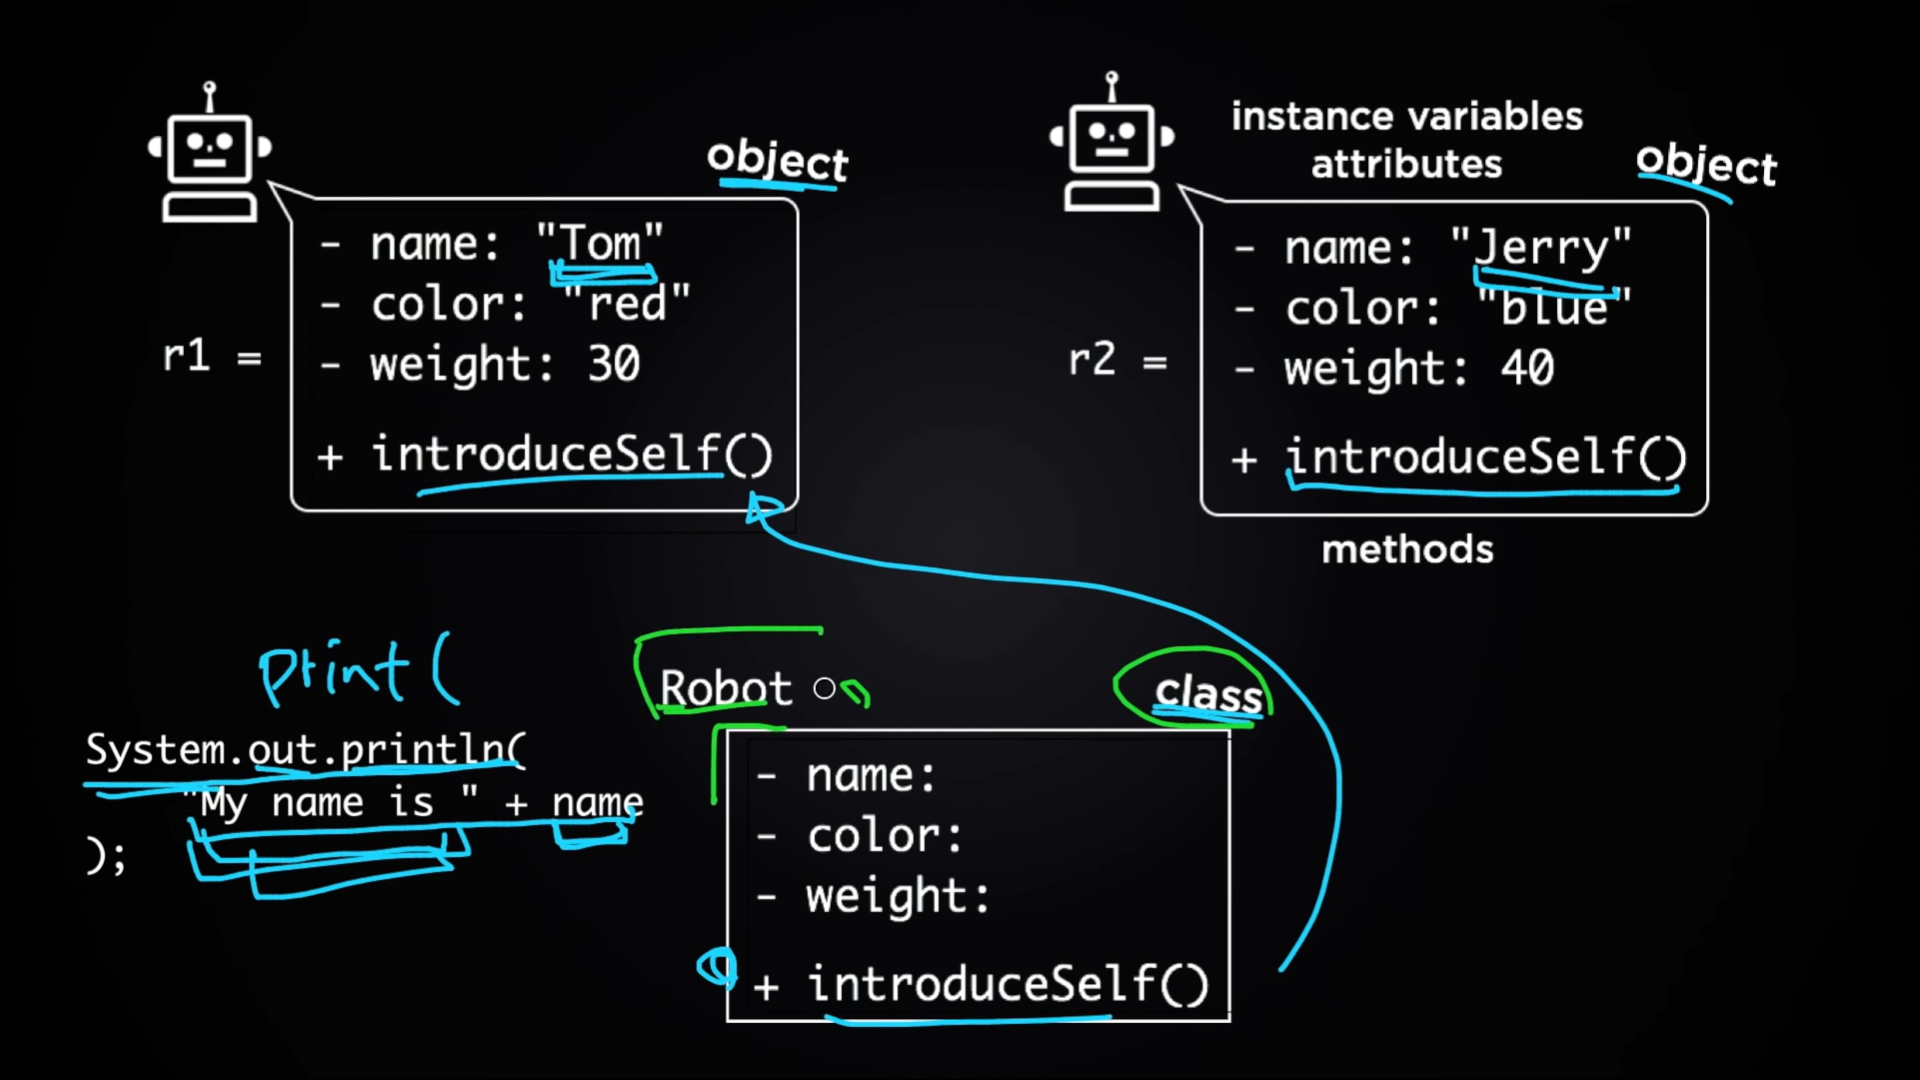 object
- name: "Tom"
- color: "red"
- weight: 30
r1 =
+ introduceSelf()
instance variables
attributes
object
- name: "Jerry"
- color: "blue"
- weight: 40
r2 =
+ introduceSelf()
methods
print(
System.out.println(
"My name is " + name
);
Robot
class
- name:
- color:
- weight:
+ introduceSelf()